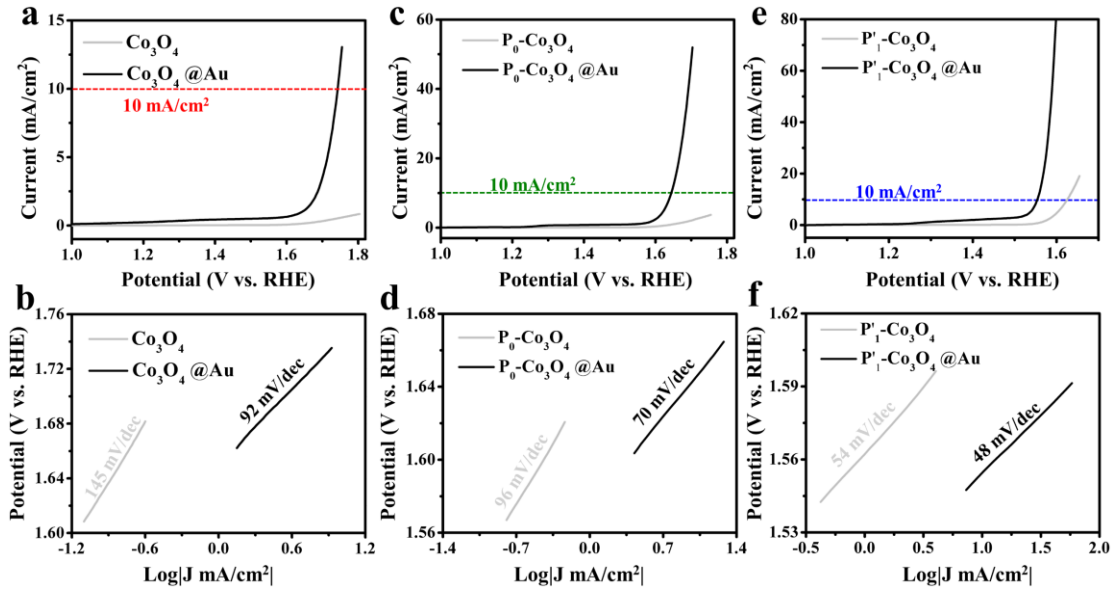 a
15
10
5
0
Current (mA/cm²)
Co₃O₄
Co₃O₄ @Au
10 mA/cm²
1.0 1.2 1.4 1.6 1.8
Potential (V vs. RHE)
c
60
40
20
0
Current (mA/cm²)
P₀-Co₃O₄
P₀-Co₃O₄ @Au
10 mA/cm²
1.0 1.2 1.4 1.6 1.8
Potential (V vs. RHE)
e
80
60
40
20
0
Current (mA/cm²)
P'₁-Co₃O₄
P'₁-Co₃O₄ @Au
10 mA/cm²
1.0 1.2 1.4 1.6
Potential (V vs. RHE)
b
1.76
1.72
1.68
1.64
1.60
Potential (V vs. RHE)
Co₃O₄
Co₃O₄ @Au
145 mV/dec
92 mV/dec
-1.2 -0.6 0.0 0.6 1.2
Log|J mA/cm²|
d
1.68
1.64
1.60
1.56
Potential (V vs. RHE)
P₀-Co₃O₄
P₀-Co₃O₄ @Au
96 mV/dec
70 mV/dec
-0.7 0.0 0.7 1.4
Log|J mA/cm²|
f
1.62
1.59
1.56
1.53
Potential (V vs. RHE)
P'₁-Co₃O₄
P'₁-Co₃O₄ @Au
54 mV/dec
48 mV/dec
-0.5 0.0 0.5 1.0 1.5 2.0
Log|J mA/cm²|